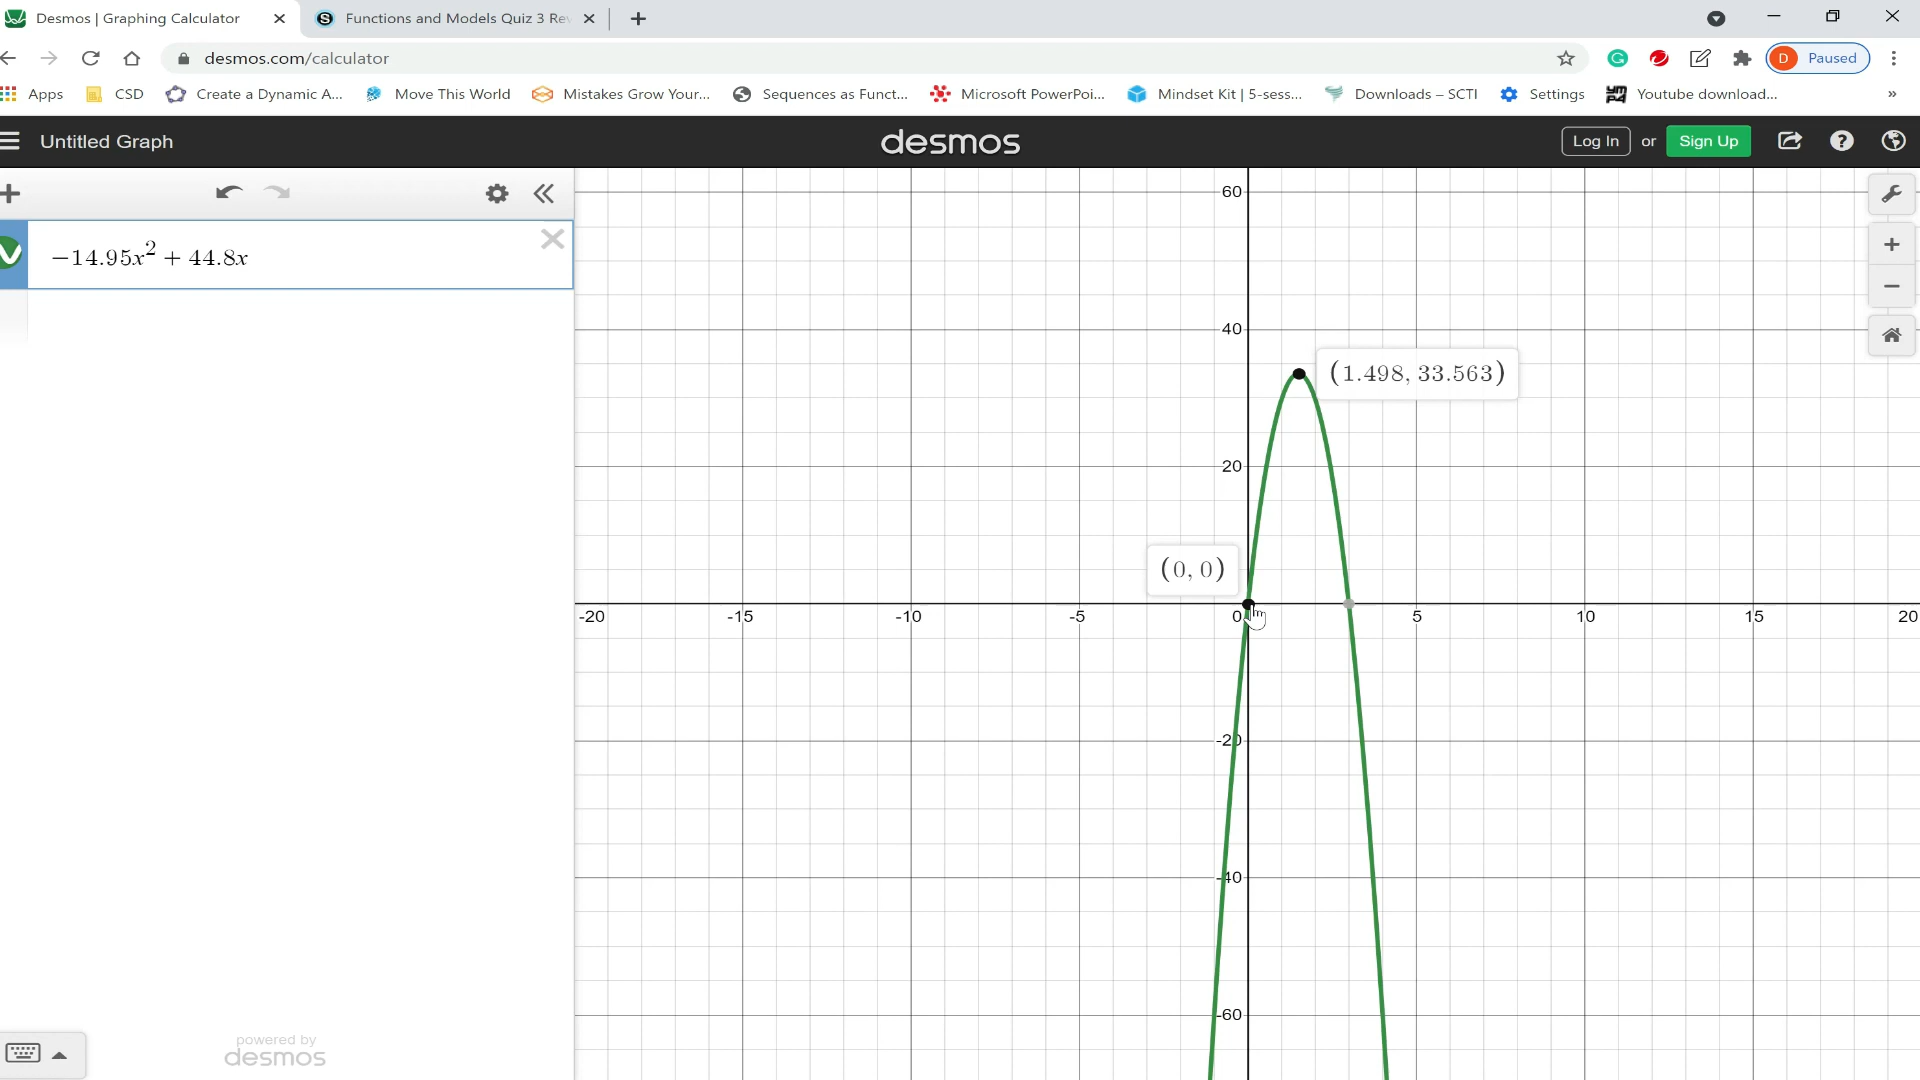 Desmos | Graphing Calculator
Functions and Models Quiz 3 Re
desmos.com/calculator
D Paused
Apps CSD Create a Dynamic A... Move This World Mistakes Grow Your... Sequences as Funct... Microsoft PowerPoi... Mindset Kit | 5-sess... Downloads – SCTI Settings Youtube download... »
Untitled Graph
desmos
Log In or Sign Up
−14.95x² + 44.8x
60
40
(1.498, 33.563)
20
(0, 0)
-20 -15 -10 -5 0 5 10 15 20
-20
-40
-60
powered by
desmos